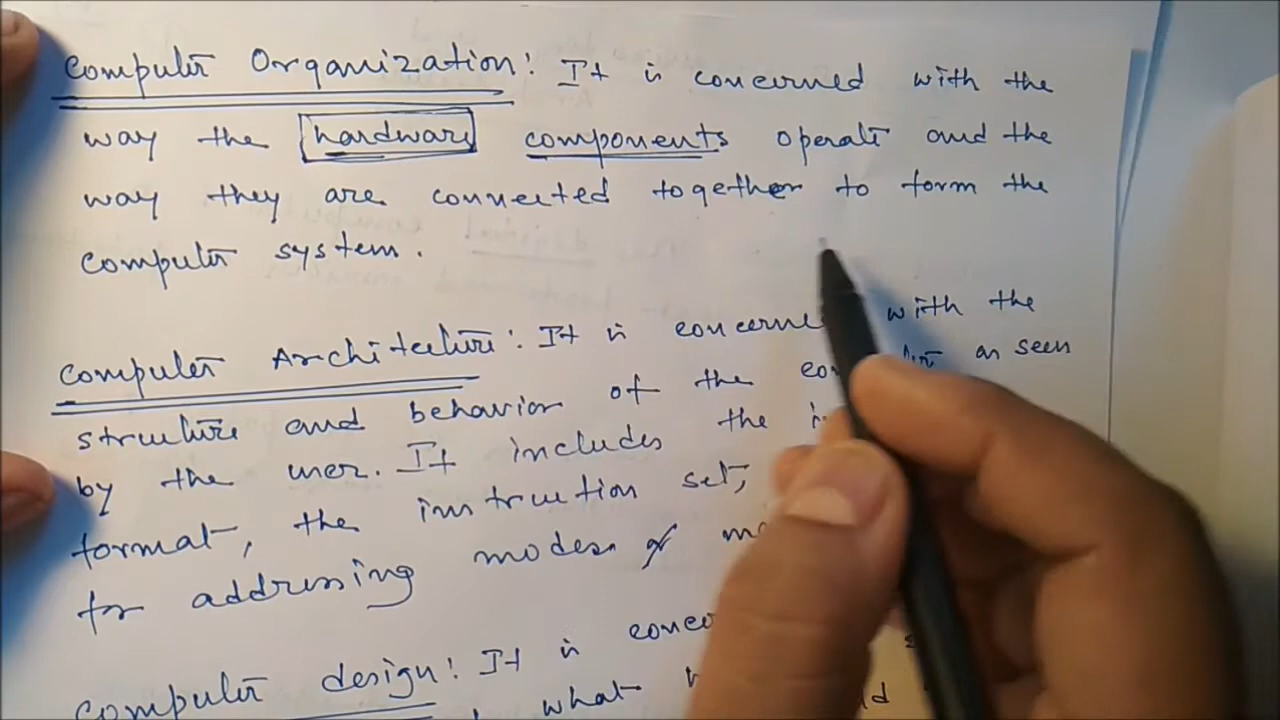 Computer Organization: It is concerned with the
way the hardware components operate and the
way they are connected together to form the
computer system.
Computer Architecture: It is with the
structure and behavior of the as seen
by the user. It includes the
format, the instruction set,
for addressing modes of
Computer design: It is
what